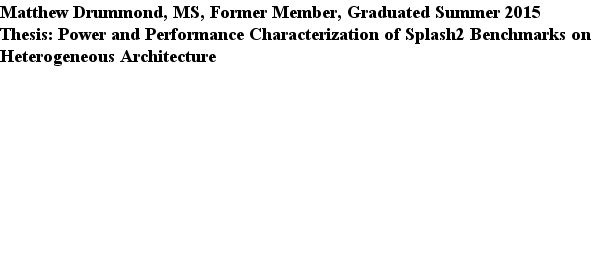 Matthew Drummond, MS, Former Member, Graduated Summer 2015
Thesis: Power and Performance Characterization of Splash2 Benchmarks on
Heterogeneous Architecture